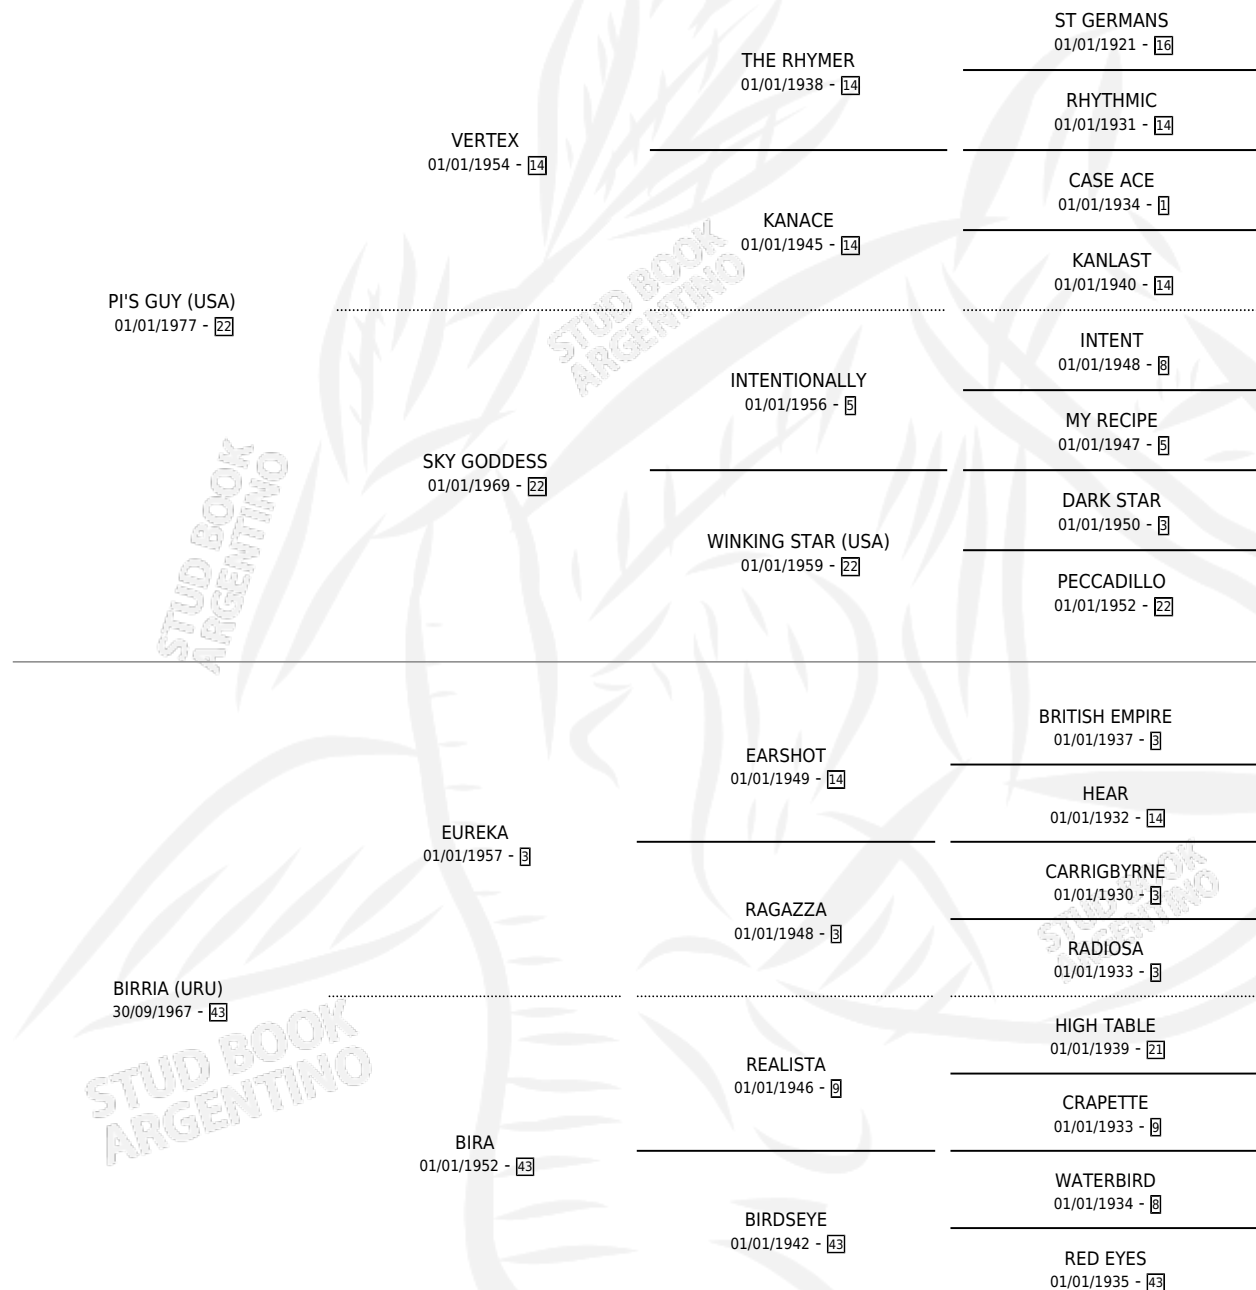 ST GERMANS
01/01/1921 - 16
THE RHYMER
01/01/1938 - 14
RHYTHMIC
01/01/1931 - 14
VERTEX
01/01/1954 - 14
CASE ACE
01/01/1934 - 1
KANACE
01/01/1945 - 14
KANLAST
01/01/1940 - 14
PI'S GUY (USA)
01/01/1977 - 22
INTENT
01/01/1948 - 8
INTENTIONALLY
01/01/1956 - 5
MY RECIPE
01/01/1947 - 5
SKY GODDESS
01/01/1969 - 22
DARK STAR
01/01/1950 - 3
WINKING STAR (USA)
01/01/1959 - 22
PECCADILLO
01/01/1952 - 22
BRITISH EMPIRE
01/01/1937 - 3
EARSHOT
01/01/1949 - 14
HEAR
01/01/1932 - 14
EUREKA
01/01/1957 - 3
CARRIGBYRNE
01/01/1930 - 3
RAGAZZA
01/01/1948 - 3
RADIOSA
01/01/1933 - 3
BIRRIA (URU)
30/09/1967 - 43
HIGH TABLE
01/01/1939 - 21
REALISTA
01/01/1946 - 9
CRAPETTE
01/01/1933 - 9
BIRA
01/01/1952 - 43
WATERBIRD
01/01/1934 - 8
BIRDSEYE
01/01/1942 - 43
RED EYES
01/01/1935 - 43
STUD BOOK
ARGENTINO
STUD BOOK
ARGENTINO
STUD BOOK
ARGENTINO
STUD BOOK
ARGENTINO